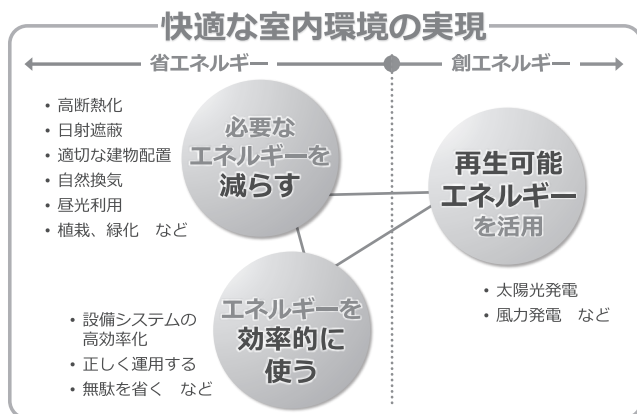 快適な室内環境の実現
省エネルギー
創エネルギー
• 高断熱化
• 日射遮蔽
• 適切な建物配置
• 自然換気
• 昼光利用
• 植栽、緑化　など
必要な
エネルギーを
減らす
再生可能
エネルギー
を活用
• 太陽光発電
• 風力発電　など
エネルギーを
効率的に
使う
• 設備システムの
高効率化
• 正しく運用する
• 無駄を省く　など